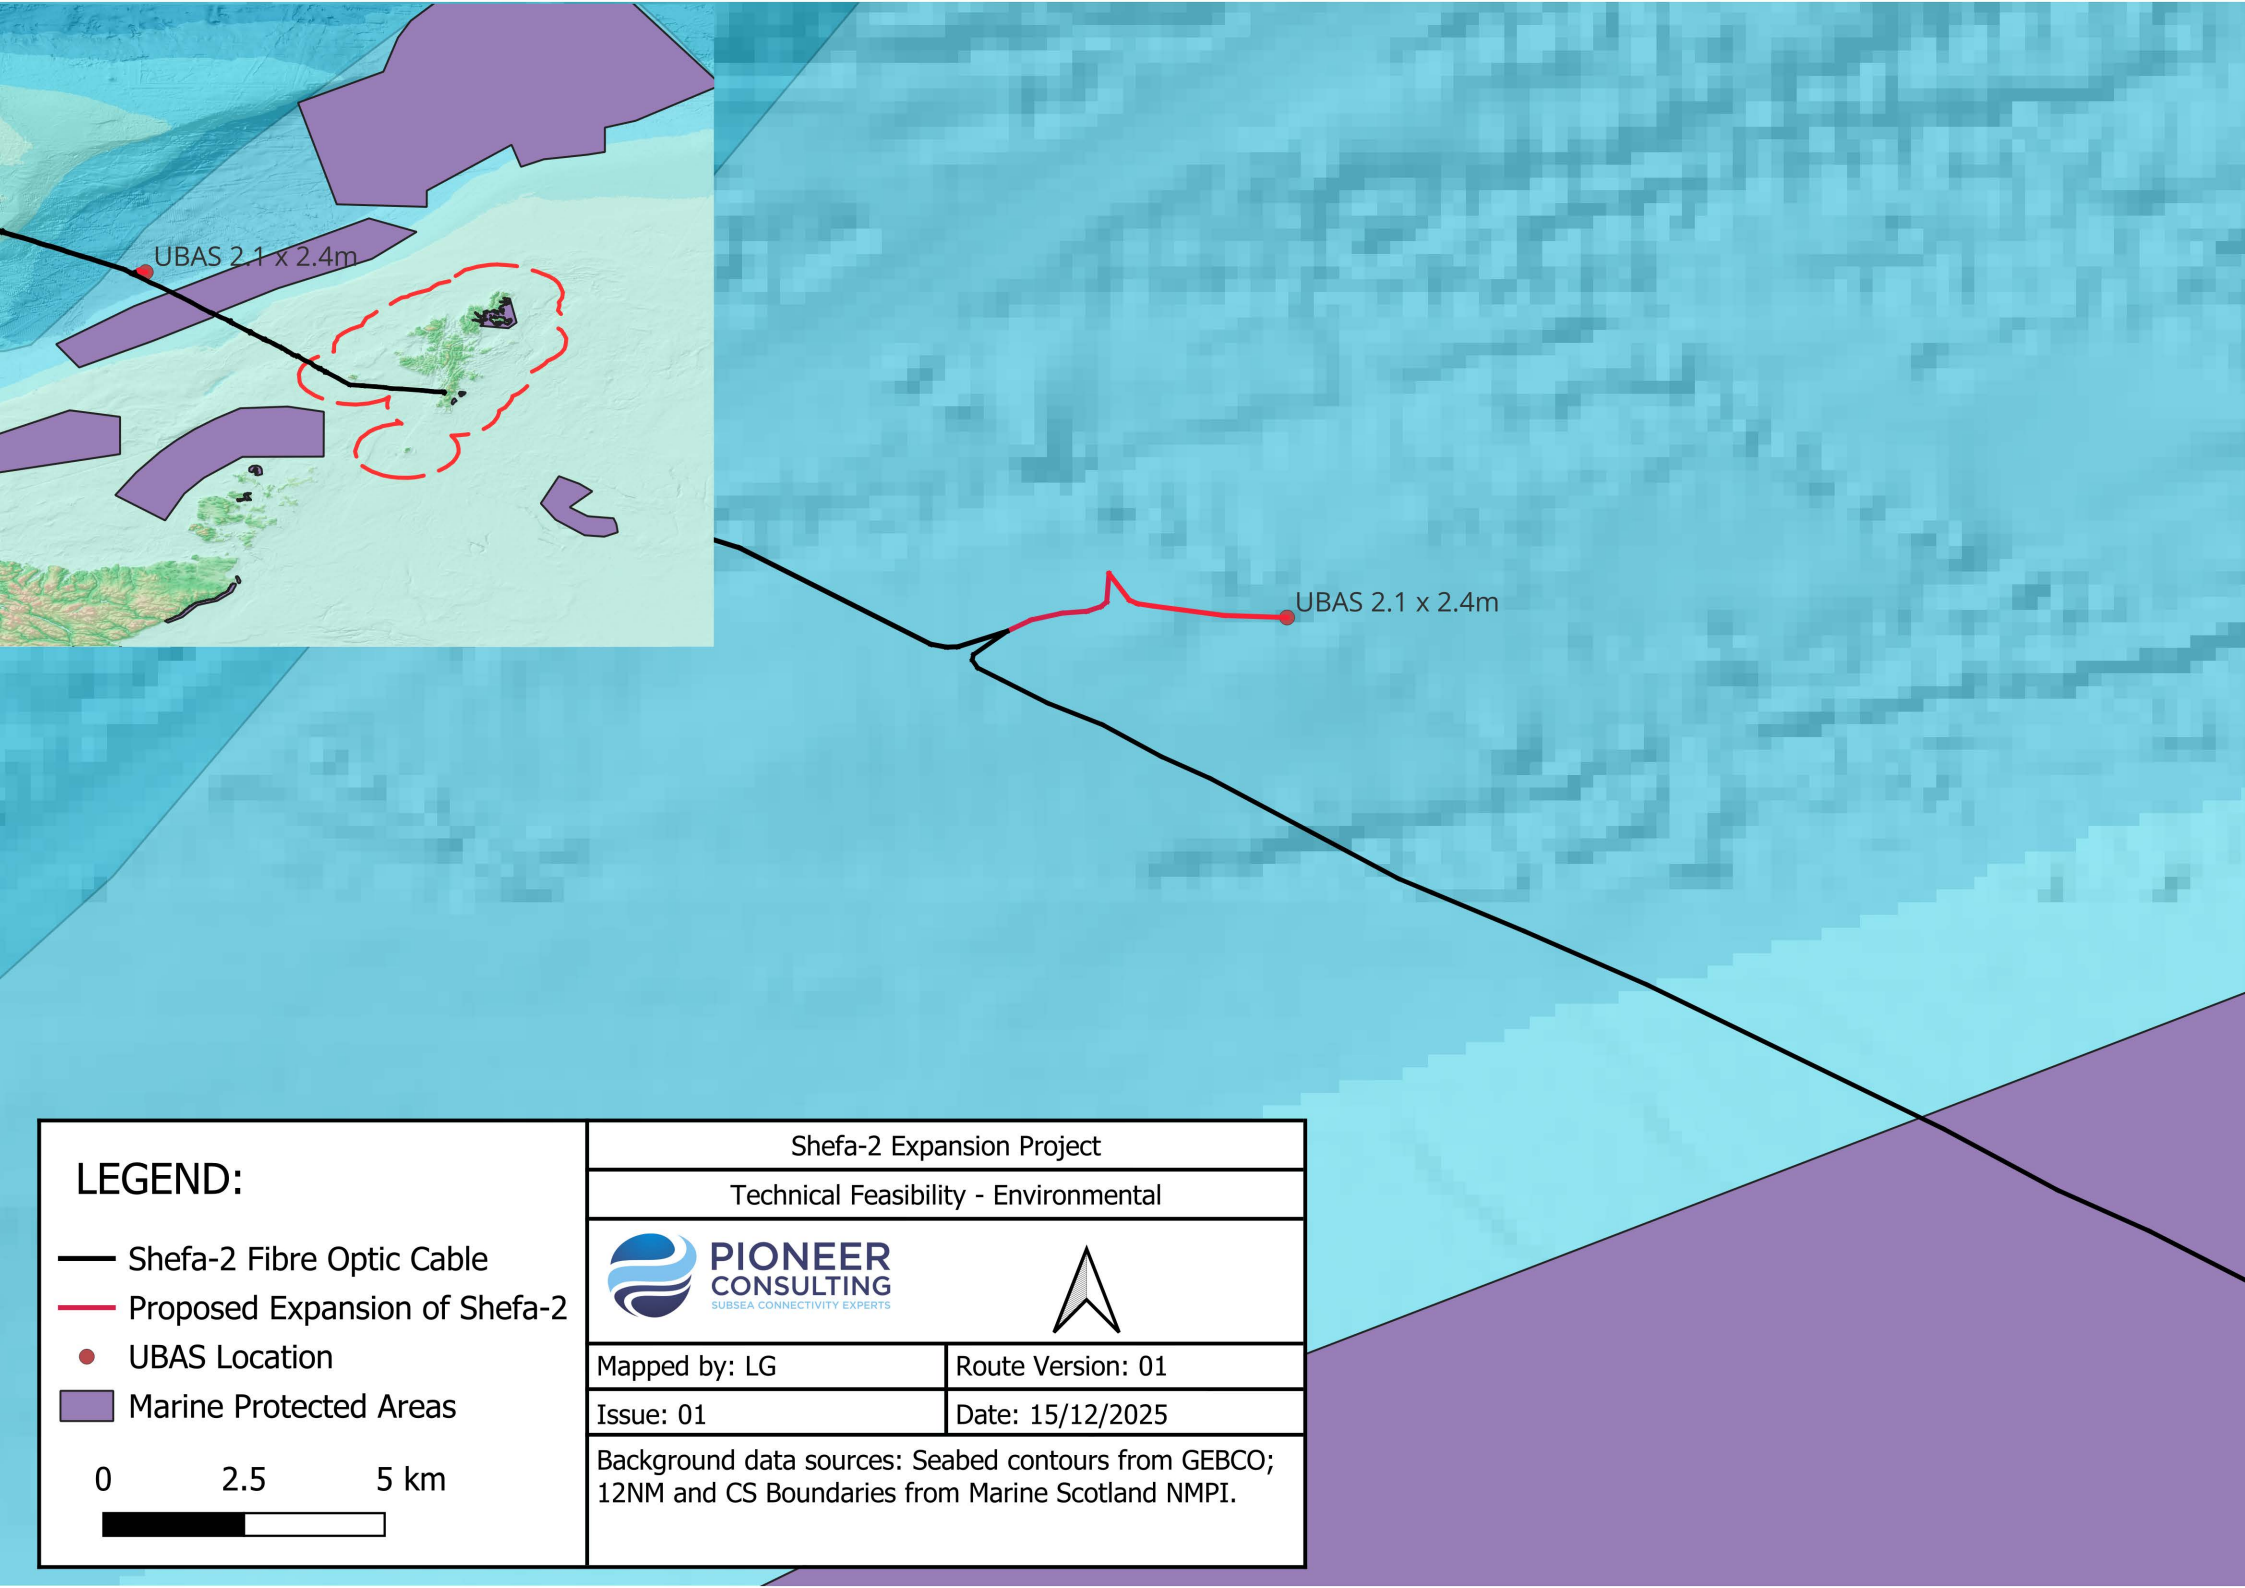 UBAS 2.1 x 2.4m
UBAS 2.1 x 2.4m
LEGEND:
Shefa-2 Fibre Optic Cable
Proposed Expansion of Shefa-2
UBAS Location
Marine Protected Areas
0 2.5 5 km
Shefa-2 Expansion Project
Technical Feasibility - Environmental
PIONEER
CONSULTING
SUBSEA CONNECTIVITY EXPERTS
Mapped by: LG
Route Version: 01
Issue: 01
Date: 15/12/2025
Background data sources: Seabed contours from GEBCO;
12NM and CS Boundaries from Marine Scotland NMPI.